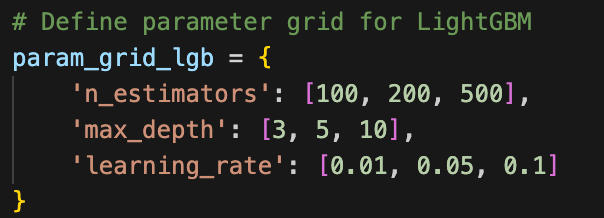 # Define parameter grid for LightGBM
param_grid_lgb = {
    'n_estimators': [100, 200, 500],
    'max_depth': [3, 5, 10],
    'learning_rate': [0.01, 0.05, 0.1]
}